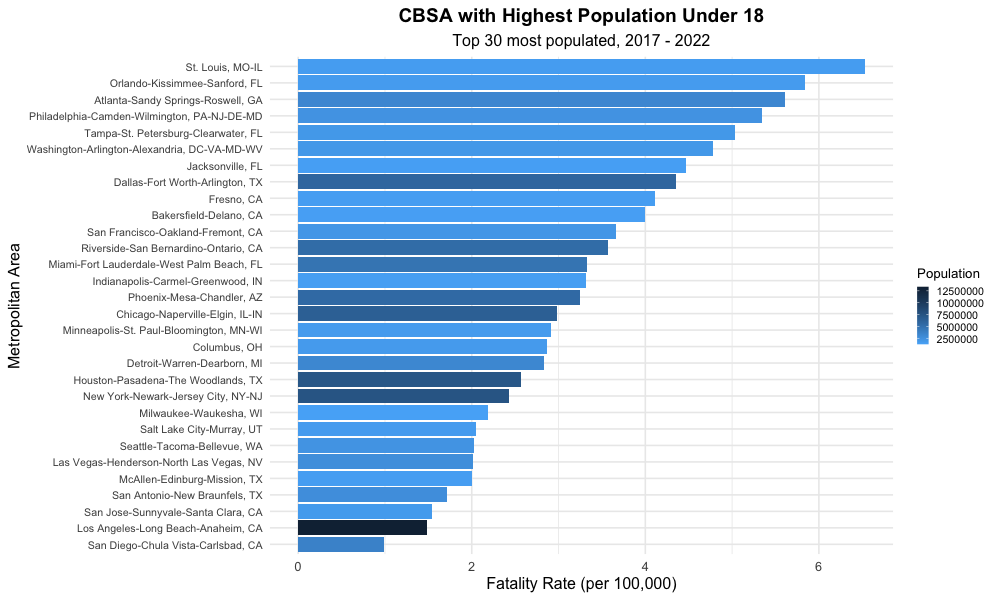 CBSA with Highest Population Under 18
Top 30 most populated, 2017 - 2022
Metropolitan Area
St. Louis, MO-IL
Orlando-Kissimmee-Sanford, FL
Atlanta-Sandy Springs-Roswell, GA
Philadelphia-Camden-Wilmington, PA-NJ-DE-MD
Tampa-St. Petersburg-Clearwater, FL
Washington-Arlington-Alexandria, DC-VA-MD-WV
Jacksonville, FL
Dallas-Fort Worth-Arlington, TX
Fresno, CA
Bakersfield-Delano, CA
San Francisco-Oakland-Fremont, CA
Riverside-San Bernardino-Ontario, CA
Miami-Fort Lauderdale-West Palm Beach, FL
Indianapolis-Carmel-Greenwood, IN
Phoenix-Mesa-Chandler, AZ
Chicago-Naperville-Elgin, IL-IN
Minneapolis-St. Paul-Bloomington, MN-WI
Columbus, OH
Detroit-Warren-Dearborn, MI
Houston-Pasadena-The Woodlands, TX
New York-Newark-Jersey City, NY-NJ
Milwaukee-Waukesha, WI
Salt Lake City-Murray, UT
Seattle-Tacoma-Bellevue, WA
Las Vegas-Henderson-North Las Vegas, NV
McAllen-Edinburg-Mission, TX
San Antonio-New Braunfels, TX
San Jose-Sunnyvale-Santa Clara, CA
Los Angeles-Long Beach-Anaheim, CA
San Diego-Chula Vista-Carlsbad, CA
0 2 4 6
Fatality Rate (per 100,000)
Population
12500000
10000000
7500000
5000000
2500000